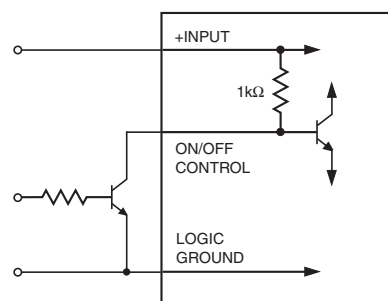 +INPUT
1kΩ
ON/OFF
CONTROL
LOGIC
GROUND